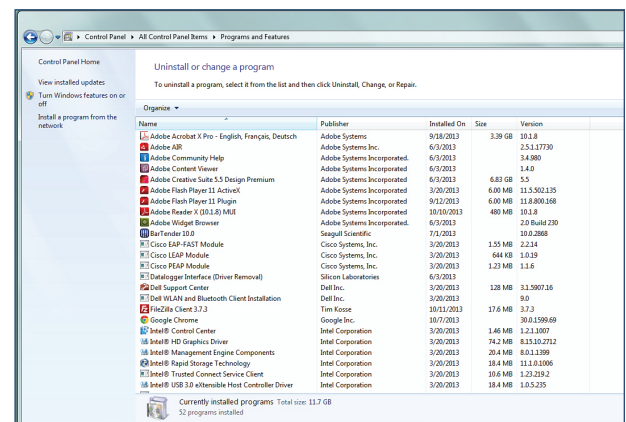 Control Panel ▸ All Control Panel Items ▸ Programs and Features
Control Panel Home
View installed updates
Turn Windows features on or off
Install a program from the network
Uninstall or change a program
To uninstall a program, select it from the list and then click Uninstall, Change, or Repair.
Organize
Name Publisher Installed On Size Version
Adobe Acrobat X Pro - English, Français, Deutsch Adobe Systems 9/18/2013 3.39 GB 10.1.8
Adobe AIR Adobe Systems Inc. 6/3/2013 2.5.1.17730
Adobe Community Help Adobe Systems Incorporated. 6/3/2013 3.4.980
Adobe Content Viewer Adobe Systems Incorporated 6/3/2013 1.4.0
Adobe Creative Suite 5.5 Design Premium Adobe Systems Incorporated 6/3/2013 6.83 GB 5.5
Adobe Flash Player 11 ActiveX Adobe Systems Incorporated 3/20/2013 6.00 MB 11.5.502.135
Adobe Flash Player 11 Plugin Adobe Systems Incorporated 9/12/2013 6.00 MB 11.8.800.168
Adobe Reader X (10.1.8) MUI Adobe Systems Incorporated 10/10/2013 480 MB 10.1.8
Adobe Widget Browser Adobe Systems Incorporated. 6/3/2013 2.0 Build 230
BarTender 10.0 Seagull Scientific 7/1/2013 10.0.2868
Cisco EAP-FAST Module Cisco Systems, Inc. 3/20/2013 1.55 MB 2.2.14
Cisco LEAP Module Cisco Systems, Inc. 3/20/2013 644 KB 1.0.19
Cisco PEAP Module Cisco Systems, Inc. 3/20/2013 1.23 MB 1.1.6
Datalogger Interface (Driver Removal) Silicon Laboratories 6/3/2013
Dell Support Center Dell Inc. 3/20/2013 128 MB 3.1.5907.16
Dell WLAN and Bluetooth Client Installation Dell Inc. 3/20/2013 9.0
FileZilla Client 3.7.3 Tim Kosse 10/11/2013 17.6 MB 3.7.3
Google Chrome Google Inc. 10/7/2013 30.0.1599.69
Intel® Control Center Intel Corporation 3/20/2013 1.46 MB 1.2.1.1007
Intel® HD Graphics Driver Intel Corporation 3/20/2013 74.2 MB 8.15.10.2712
Intel® Management Engine Components Intel Corporation 3/20/2013 20.4 MB 8.0.1.1399
Intel® Rapid Storage Technology Intel Corporation 3/20/2013 18.4 MB 11.1.0.1006
Intel® Trusted Connect Service Client Intel Corporation 3/20/2013 10.6 MB 1.23.219.2
Intel® USB 3.0 eXtensible Host Controller Driver Intel Corporation 3/20/2013 18.4 MB 1.0.5.235
Currently installed programs Total size: 11.7 GB
52 programs installed